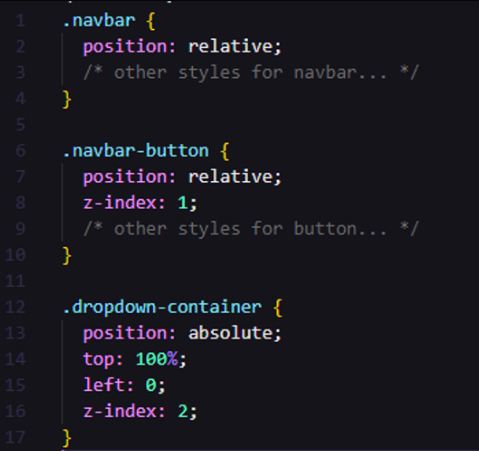 1 .navbar {
2 position: relative;
3 /* other styles for navbar... */
4 }
5
6 .navbar-button {
7 position: relative;
8 z-index: 1;
9 /* other styles for button... */
10 }
11
12 .dropdown-container {
13 position: absolute;
14 top: 100%;
15 left: 0;
16 z-index: 2;
17 }